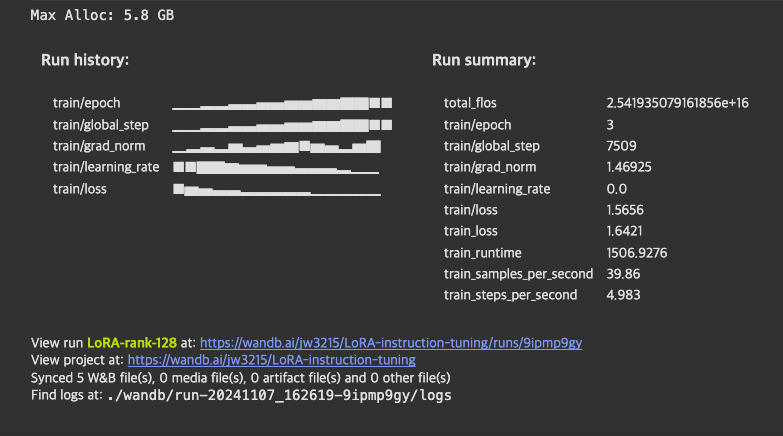 Max Alloc: 5.8 GB
Run history:
train/epoch
train/global_step
train/grad_norm
train/learning_rate
train/loss
Run summary:
total_flos 2.541935079161856e+16
train/epoch 3
train/global_step 7509
train/grad_norm 1.46925
train/learning_rate 0.0
train/loss 1.5656
train_loss 1.6421
train_runtime 1506.9276
train_samples_per_second 39.86
train_steps_per_second 4.983
View run LoRA-rank-128 at: https://wandb.ai/jw3215/LoRA-instruction-tuning/runs/9ipmp9gy
View project at: https://wandb.ai/jw3215/LoRA-instruction-tuning
Synced 5 W&B file(s), 0 media file(s), 0 artifact file(s) and 0 other file(s)
Find logs at: ./wandb/run-20241107_162619-9ipmp9gy/logs